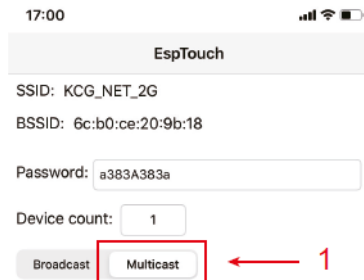 17:00
EspTouch
SSID: KCG_NET_2G
BSSID: 6c:b0:ce:20:9b:18
Password: a383A383a
Device count: 1
Broadcast Multicast 1